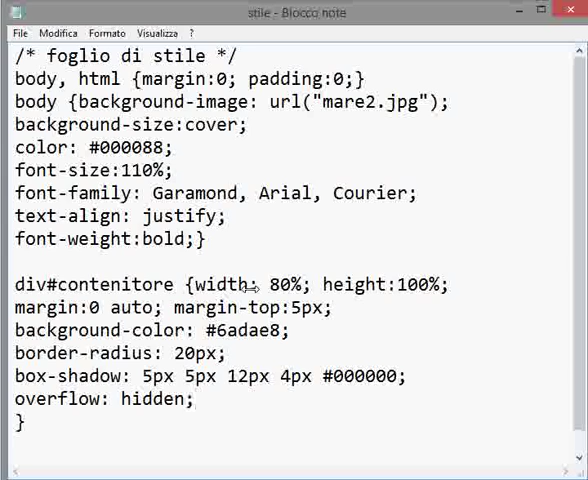 stile - Blocco note
File Modifica Formato Visualizza ?
/* foglio di stile */
body, html {margin:0; padding:0;}
body {background-image: url("mare2.jpg");
background-size:cover;
color: #000088;
font-size:110%;
font-family: Garamond, Arial, Courier;
text-align: justify;
font-weight:bold;}
div#contenitore {width: 80%; height:100%;
margin:0 auto; margin-top:5px;
background-color: #6adae8;
border-radius: 20px;
box-shadow: 5px 5px 12px 4px #000000;
overflow: hidden;
}